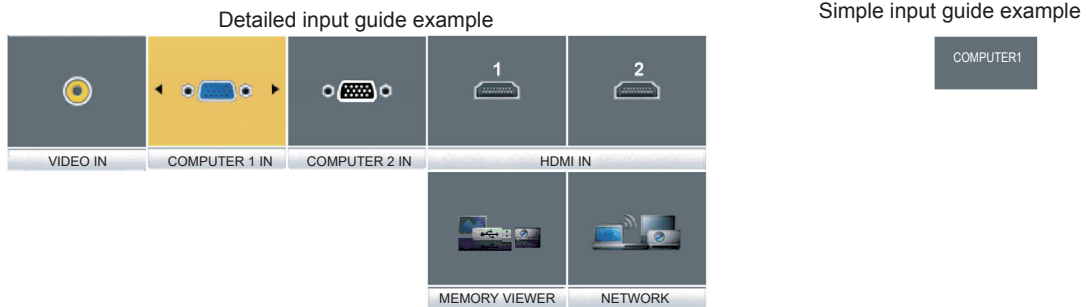 Detailed input guide example
Simple input guide example
COMPUTER1
1
2
VIDEO IN
COMPUTER 1 IN
COMPUTER 2 IN
HDMI IN
MEMORY VIEWER
NETWORK